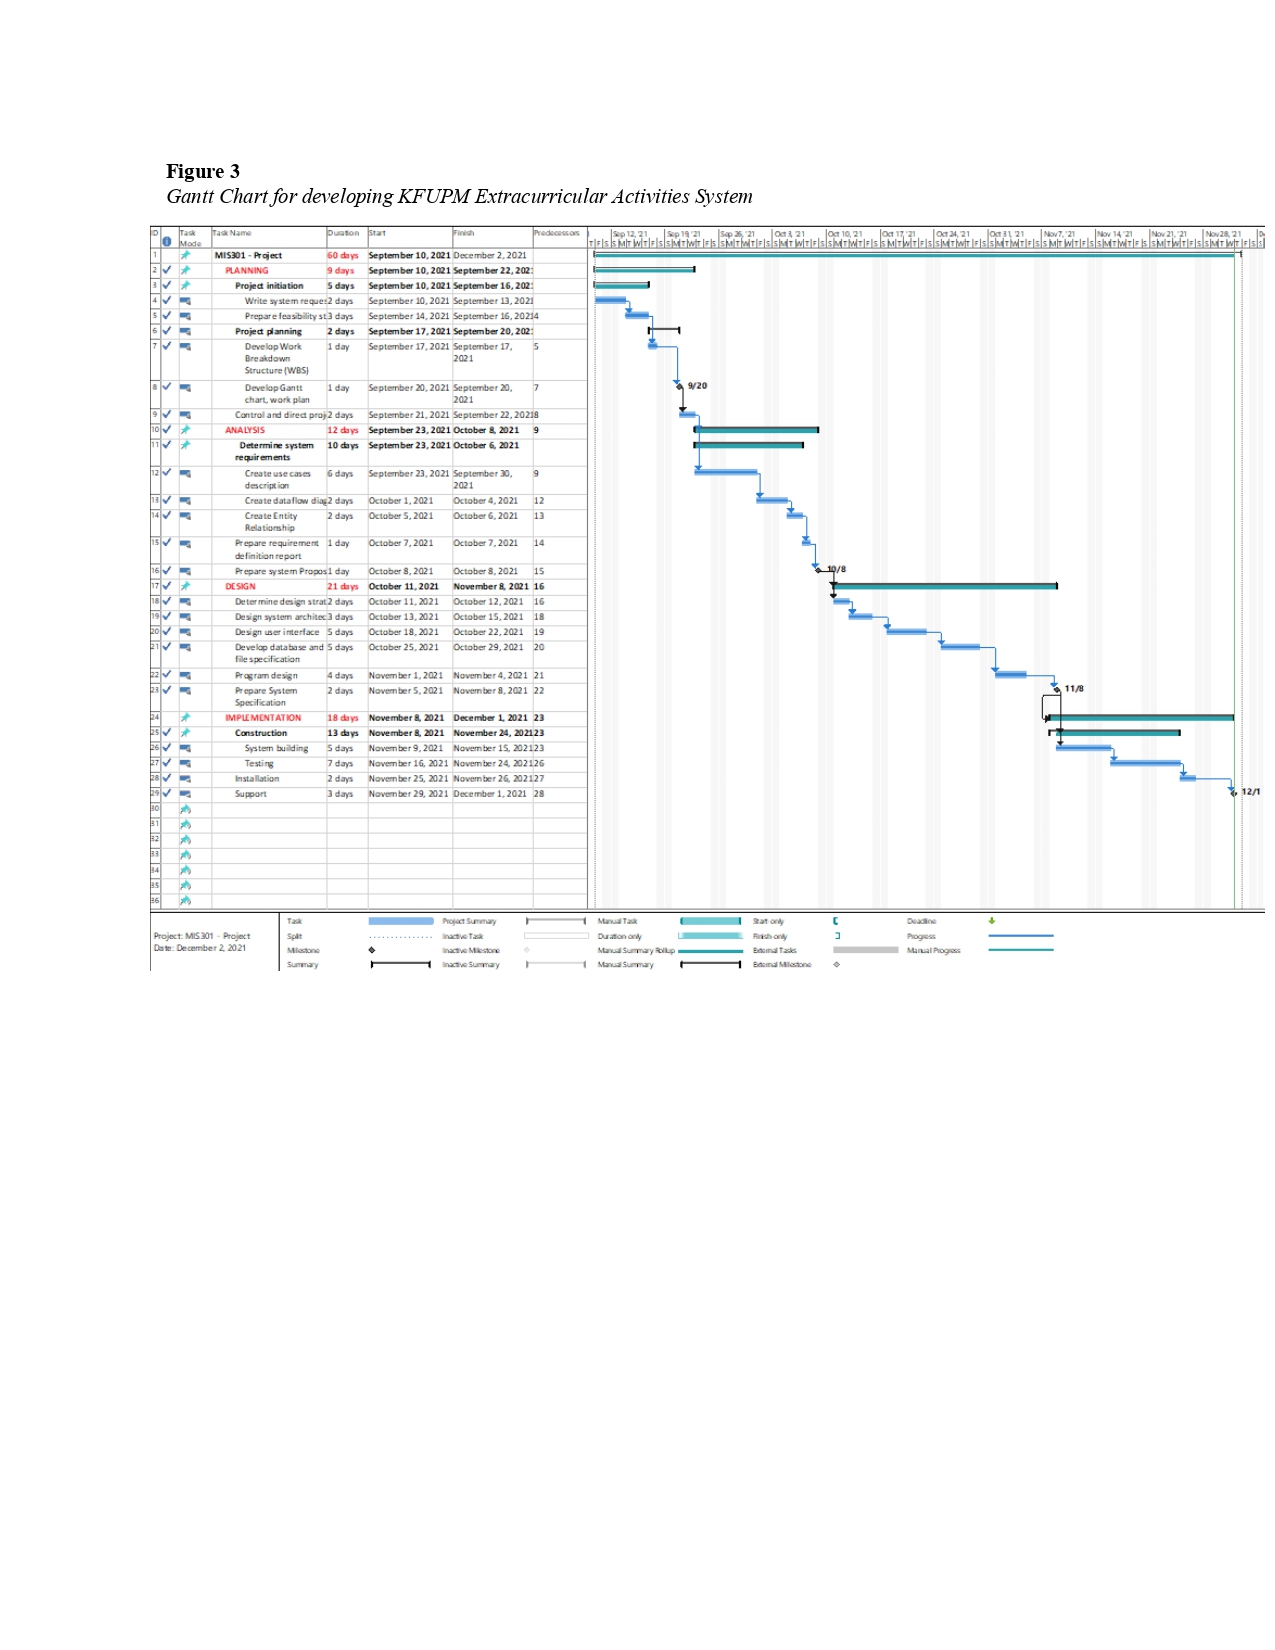 Figure 3
Gantt Chart for developing KFUPM Extracurricular Activities System
ID Task Mode Task Name Duration Start Finish Predecessors
Sep 12, '21 Sep 19, '21 Sep 26, '21 Oct 3, '21 Oct 10, '21 Oct 17, '21 Oct 24, '21 Oct 31, '21 Nov 7, '21 Nov 14, '21 Nov 21, '21 Nov 28, '21
T F S S M T W T F S S M T W T F S S M T W T F S S M T W T F S S M T W T F S S M T W T F S S M T W T F S S M T W T F S S M T W T F S S M T W T F S S M T W T F S S M T W T F S S M T W T F S S
1 MIS301 - Project 60 days September 10, 2021 December 2, 2021
2 PLANNING 9 days September 10, 2021 September 22, 202
3 Project initiation 5 days September 10, 2021 September 16, 202
4 Write system reques 2 days September 10, 2021 September 13, 2021
5 Prepare feasibility st 3 days September 14, 2021 September 16, 2021 4
6 Project planning 2 days September 17, 2021 September 20, 202
7 Develop Work Breakdown Structure (WBS) 1 day September 17, 2021 September 17, 2021 5
8 Develop Gantt chart, work plan 1 day September 20, 2021 September 20, 2021 7
9/20
9 Control and direct proj 2 days September 21, 2021 September 22, 2021 8
10 ANALYSIS 12 days September 23, 2021 October 8, 2021 9
11 Determine system requirements 10 days September 23, 2021 October 6, 2021
12 Create use cases description 6 days September 23, 2021 September 30, 2021 9
13 Create dataflow diag 2 days October 1, 2021 October 4, 2021 12
14 Create Entity Relationship 2 days October 5, 2021 October 6, 2021 13
15 Prepare requirement definition report 1 day October 7, 2021 October 7, 2021 14
16 Prepare system Propos 1 day October 8, 2021 October 8, 2021 15
10/8
17 DESIGN 21 days October 11, 2021 November 8, 2021 16
18 Determine design strat 2 days October 11, 2021 October 12, 2021 16
19 Design system architec 3 days October 13, 2021 October 15, 2021 18
20 Design user interface 5 days October 18, 2021 October 22, 2021 19
21 Develop database and file specification 5 days October 25, 2021 October 29, 2021 20
22 Program design 4 days November 1, 2021 November 4, 2021 21
23 Prepare System Specification 2 days November 5, 2021 November 8, 2021 22
11/8
24 IMPLEMENTATION 18 days November 8, 2021 December 1, 2021 23
25 Construction 13 days November 8, 2021 November 24, 2021 23
26 System building 5 days November 9, 2021 November 15, 2021 23
27 Testing 7 days November 16, 2021 November 24, 2021 26
28 Installation 2 days November 25, 2021 November 26, 2021 27
29 Support 3 days November 29, 2021 December 1, 2021 28
12/1
30
31
32
33
34
35
36
Project: MIS301 - Project
Date: December 2, 2021
Task Project Summary Manual Task Start-only Deadline
Split Inactive Task Duration-only Finish-only Progress
Milestone Inactive Milestone Manual Summary Rollup External Tasks Manual Progress
Summary Inactive Summary Manual Summary External Milestone